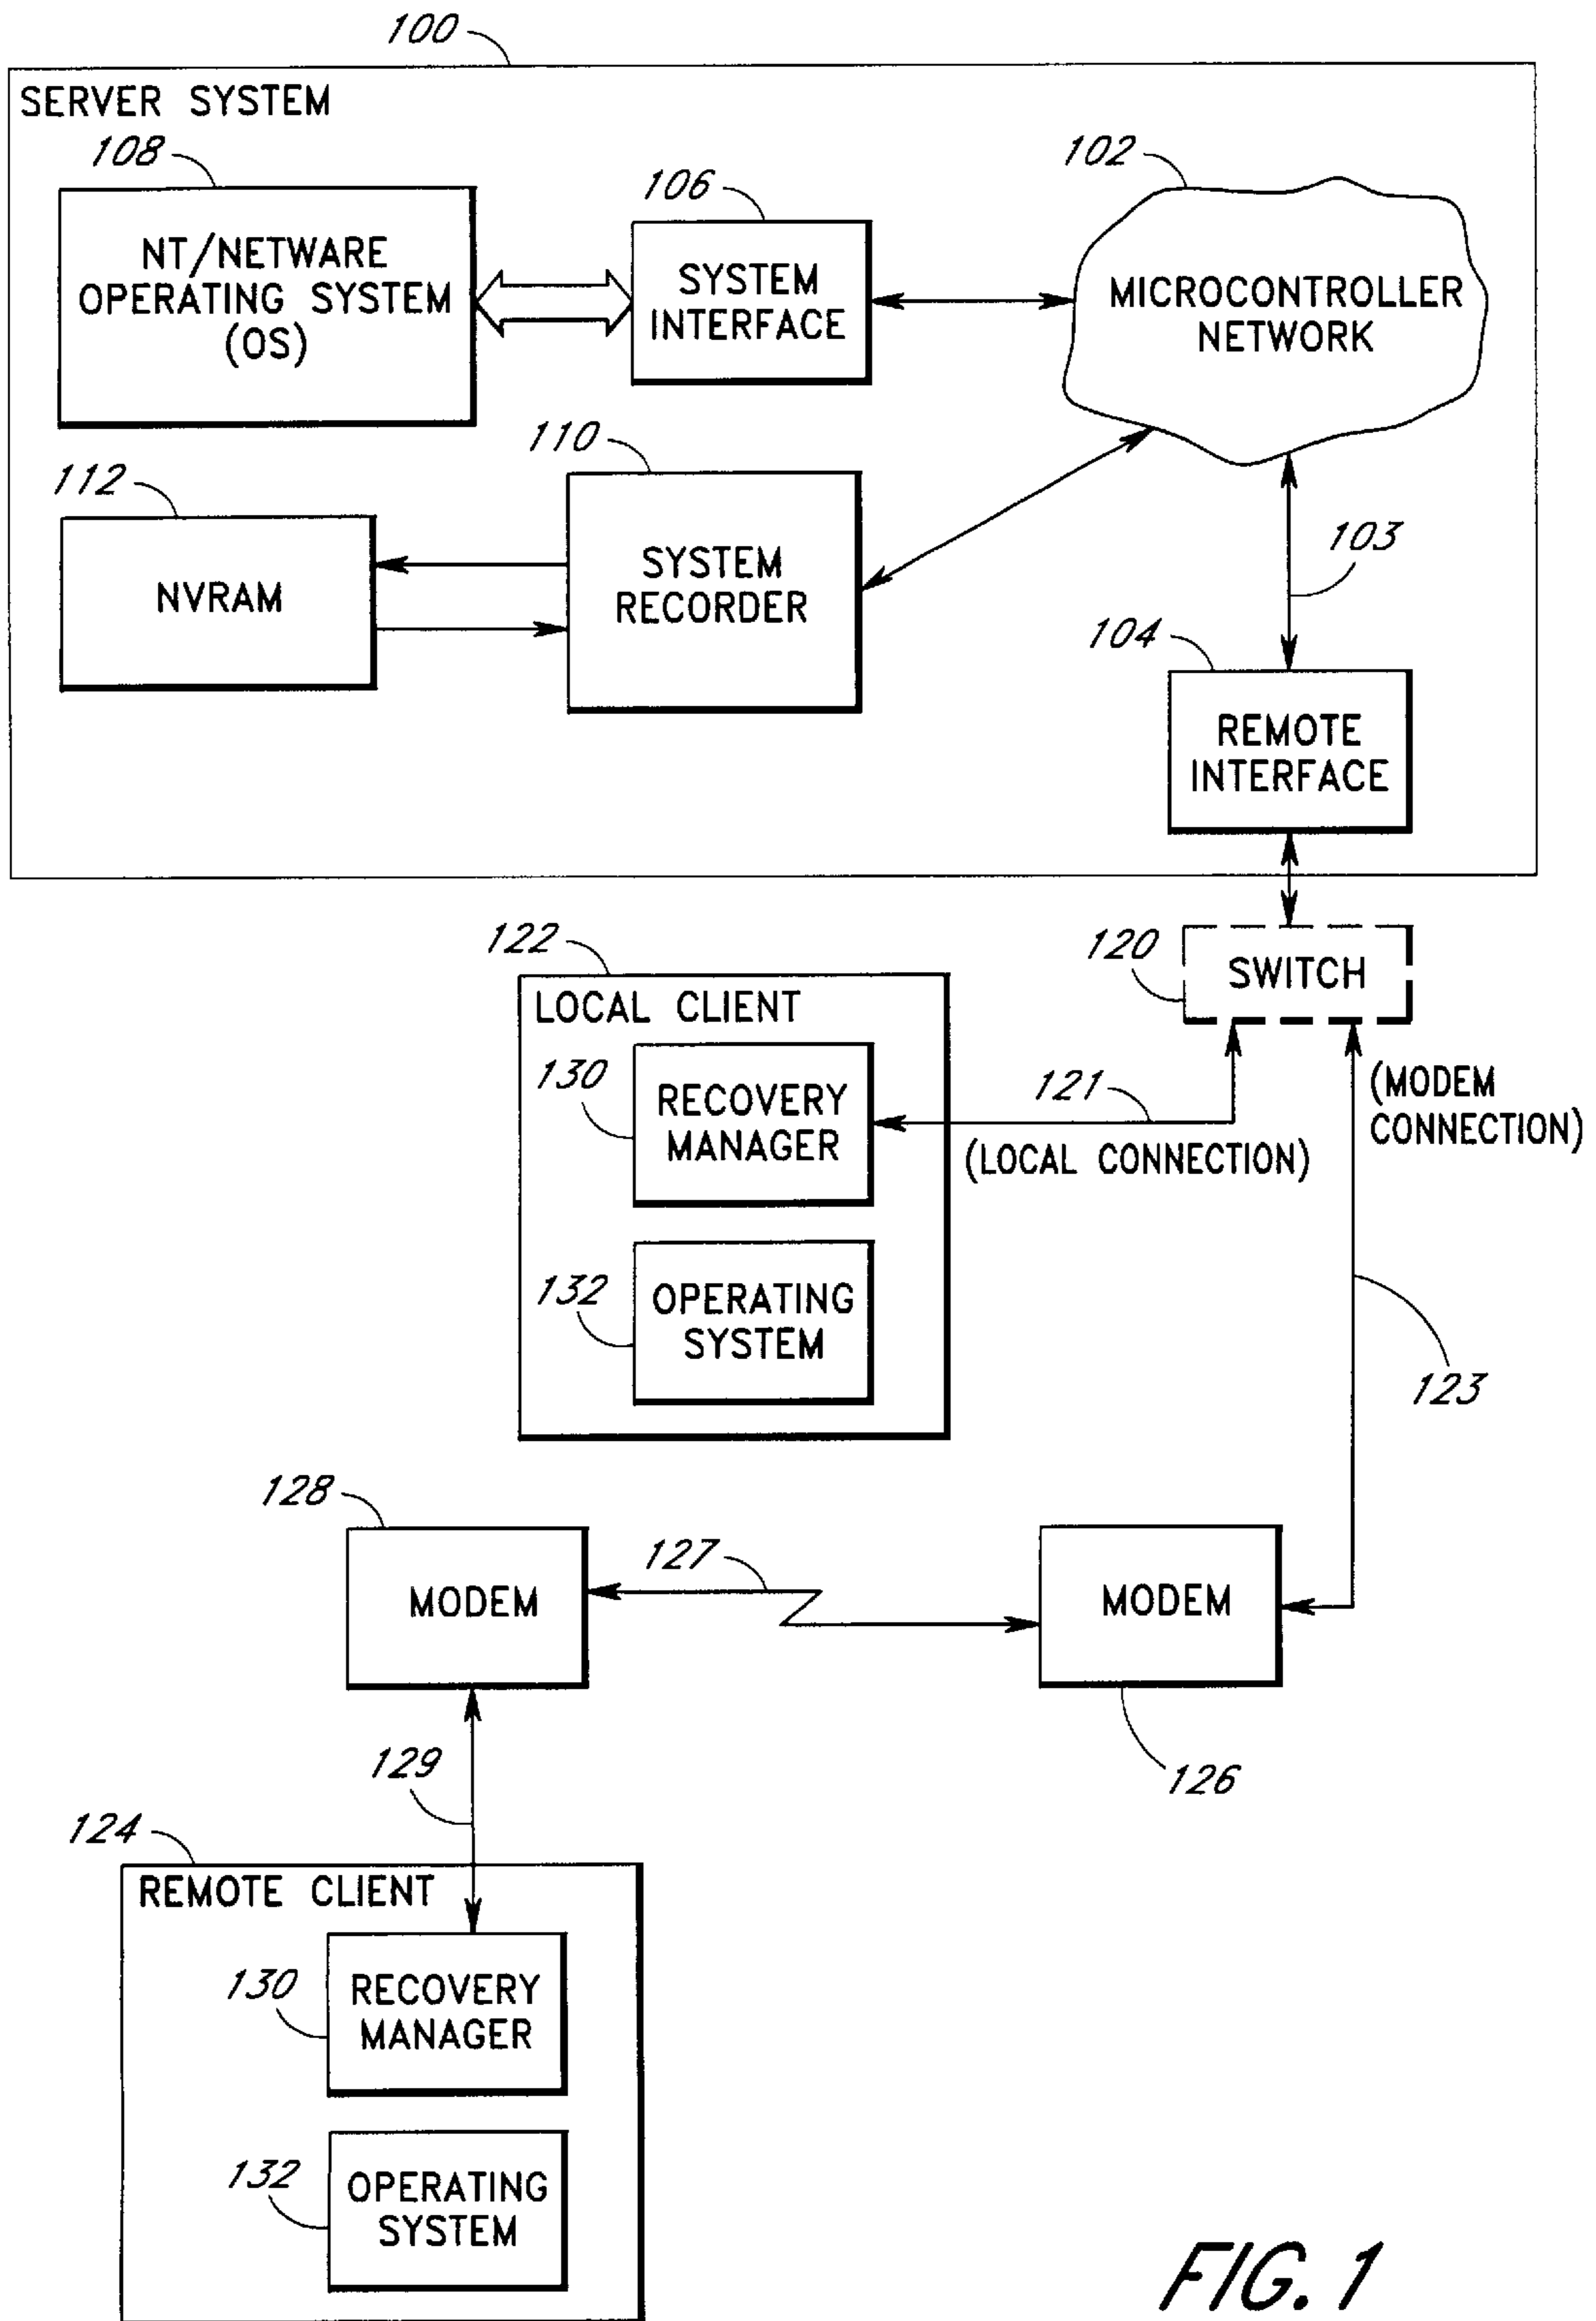 100
SERVER SYSTEM
108
NT/NETWARE
OPERATING SYSTEM
(OS)
106
SYSTEM
INTERFACE
102
MICROCONTROLLER
NETWORK
112
NVRAM
110
SYSTEM
RECORDER
103
104
REMOTE
INTERFACE
120
SWITCH
122
LOCAL CLIENT
130
RECOVERY
MANAGER
121
(LOCAL CONNECTION)
(MODEM
CONNECTION)
132
OPERATING
SYSTEM
123
128
MODEM
127
MODEM
126
129
124
REMOTE CLIENT
130
RECOVERY
MANAGER
132
OPERATING
SYSTEM
FIG. 1